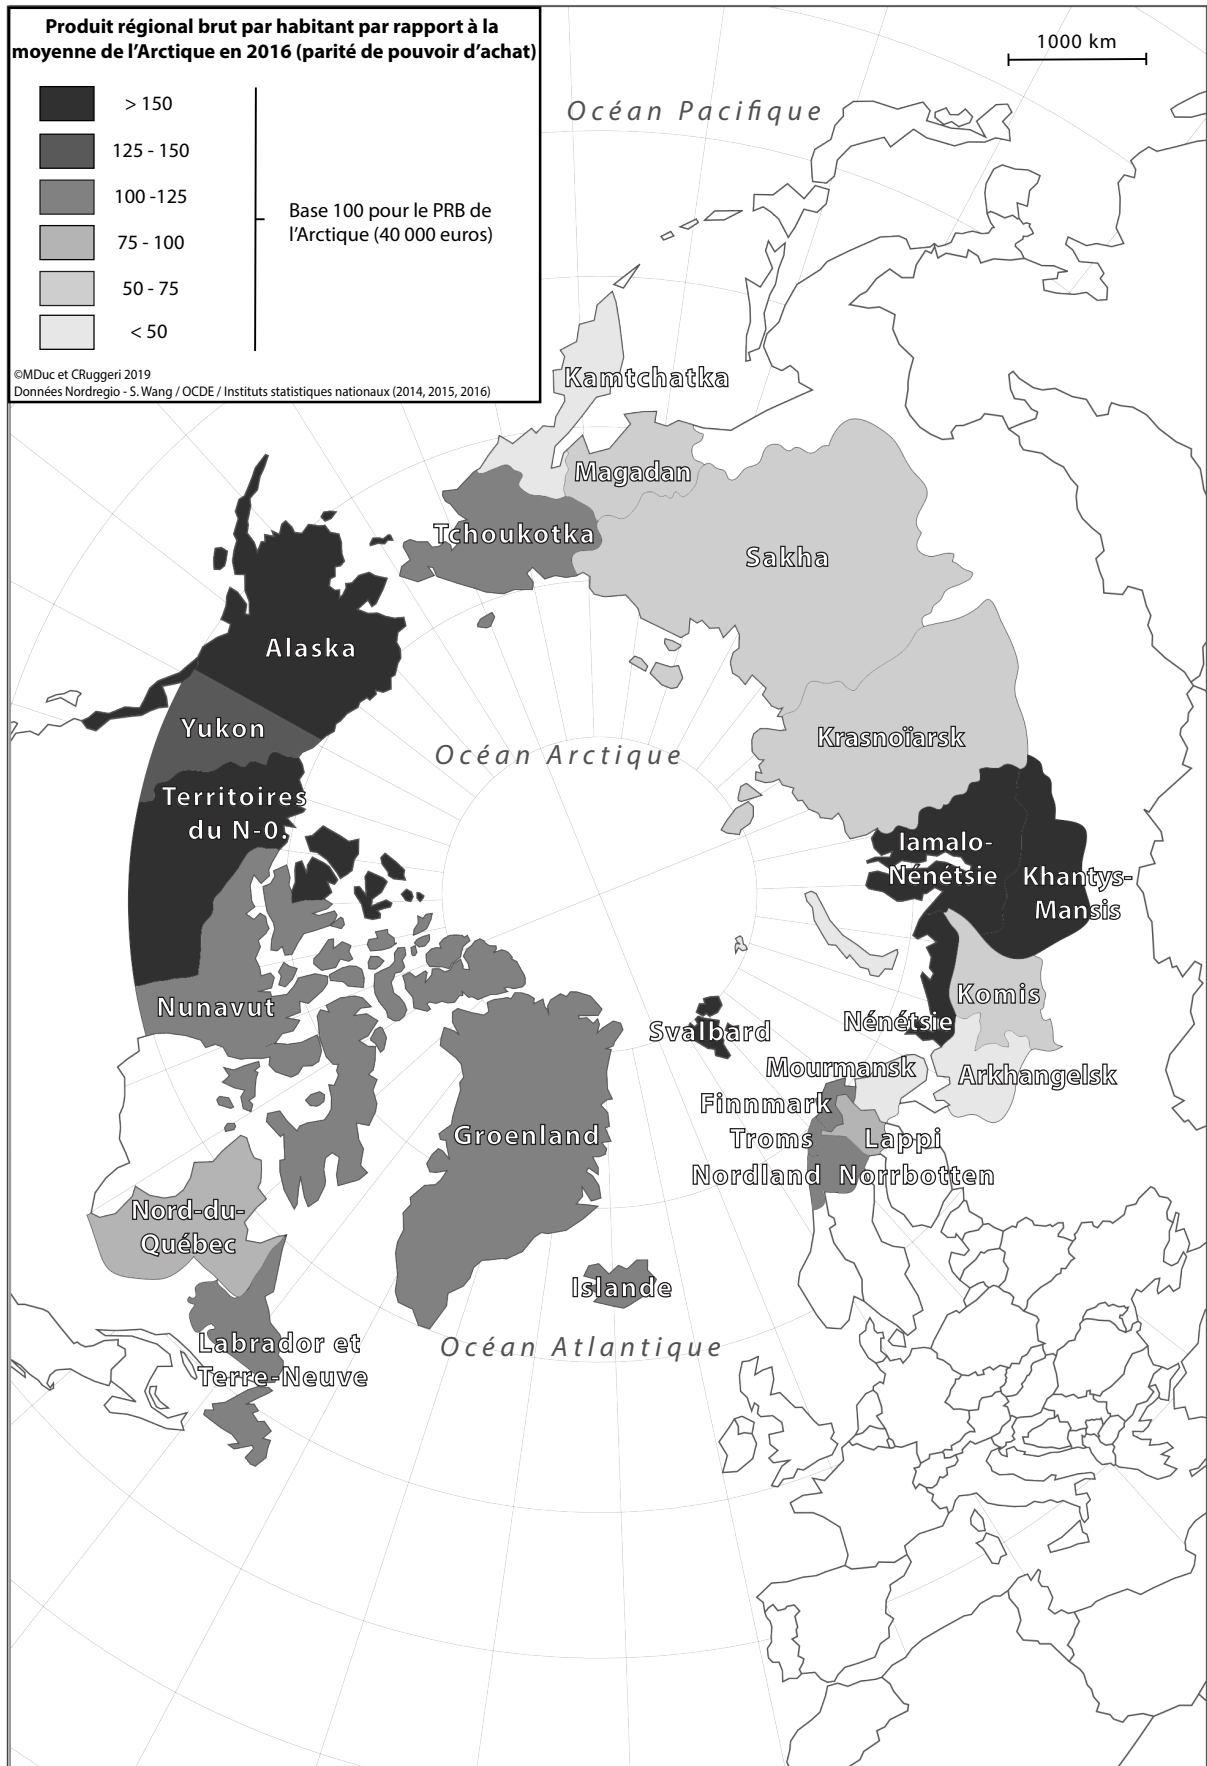 Produit régional brut par habitant par rapport à la
moyenne de l'Arctique en 2016 (parité de pouvoir d'achat)
> 150
125 - 150
100 -125
75 - 100
50 - 75
< 50
Base 100 pour le PRB de
l'Arctique (40 000 euros)
©MDuc et CRuggeri 2019
Données Nordregio - S. Wang / OCDE / Instituts statistiques nationaux (2014, 2015, 2016)
1000 km
Océan Pacifique
Kamtchatka
Magadan
Tchoukotka
Sakha
Alaska
Yukon
Krasnoïarsk
Océan Arctique
Territoires
du N-O.
Iamalo-
Nénétsie
Khantys-
Mansis
Nunavut
Komis
Nénétsie
Svalbard
Mourmansk
Arkhangelsk
Finnmark
Groenland
Troms
Lappi
Nordland
Norrbotten
Nord-du-
Québec
Islande
Labrador et
Terre-Neuve
Océan Atlantique